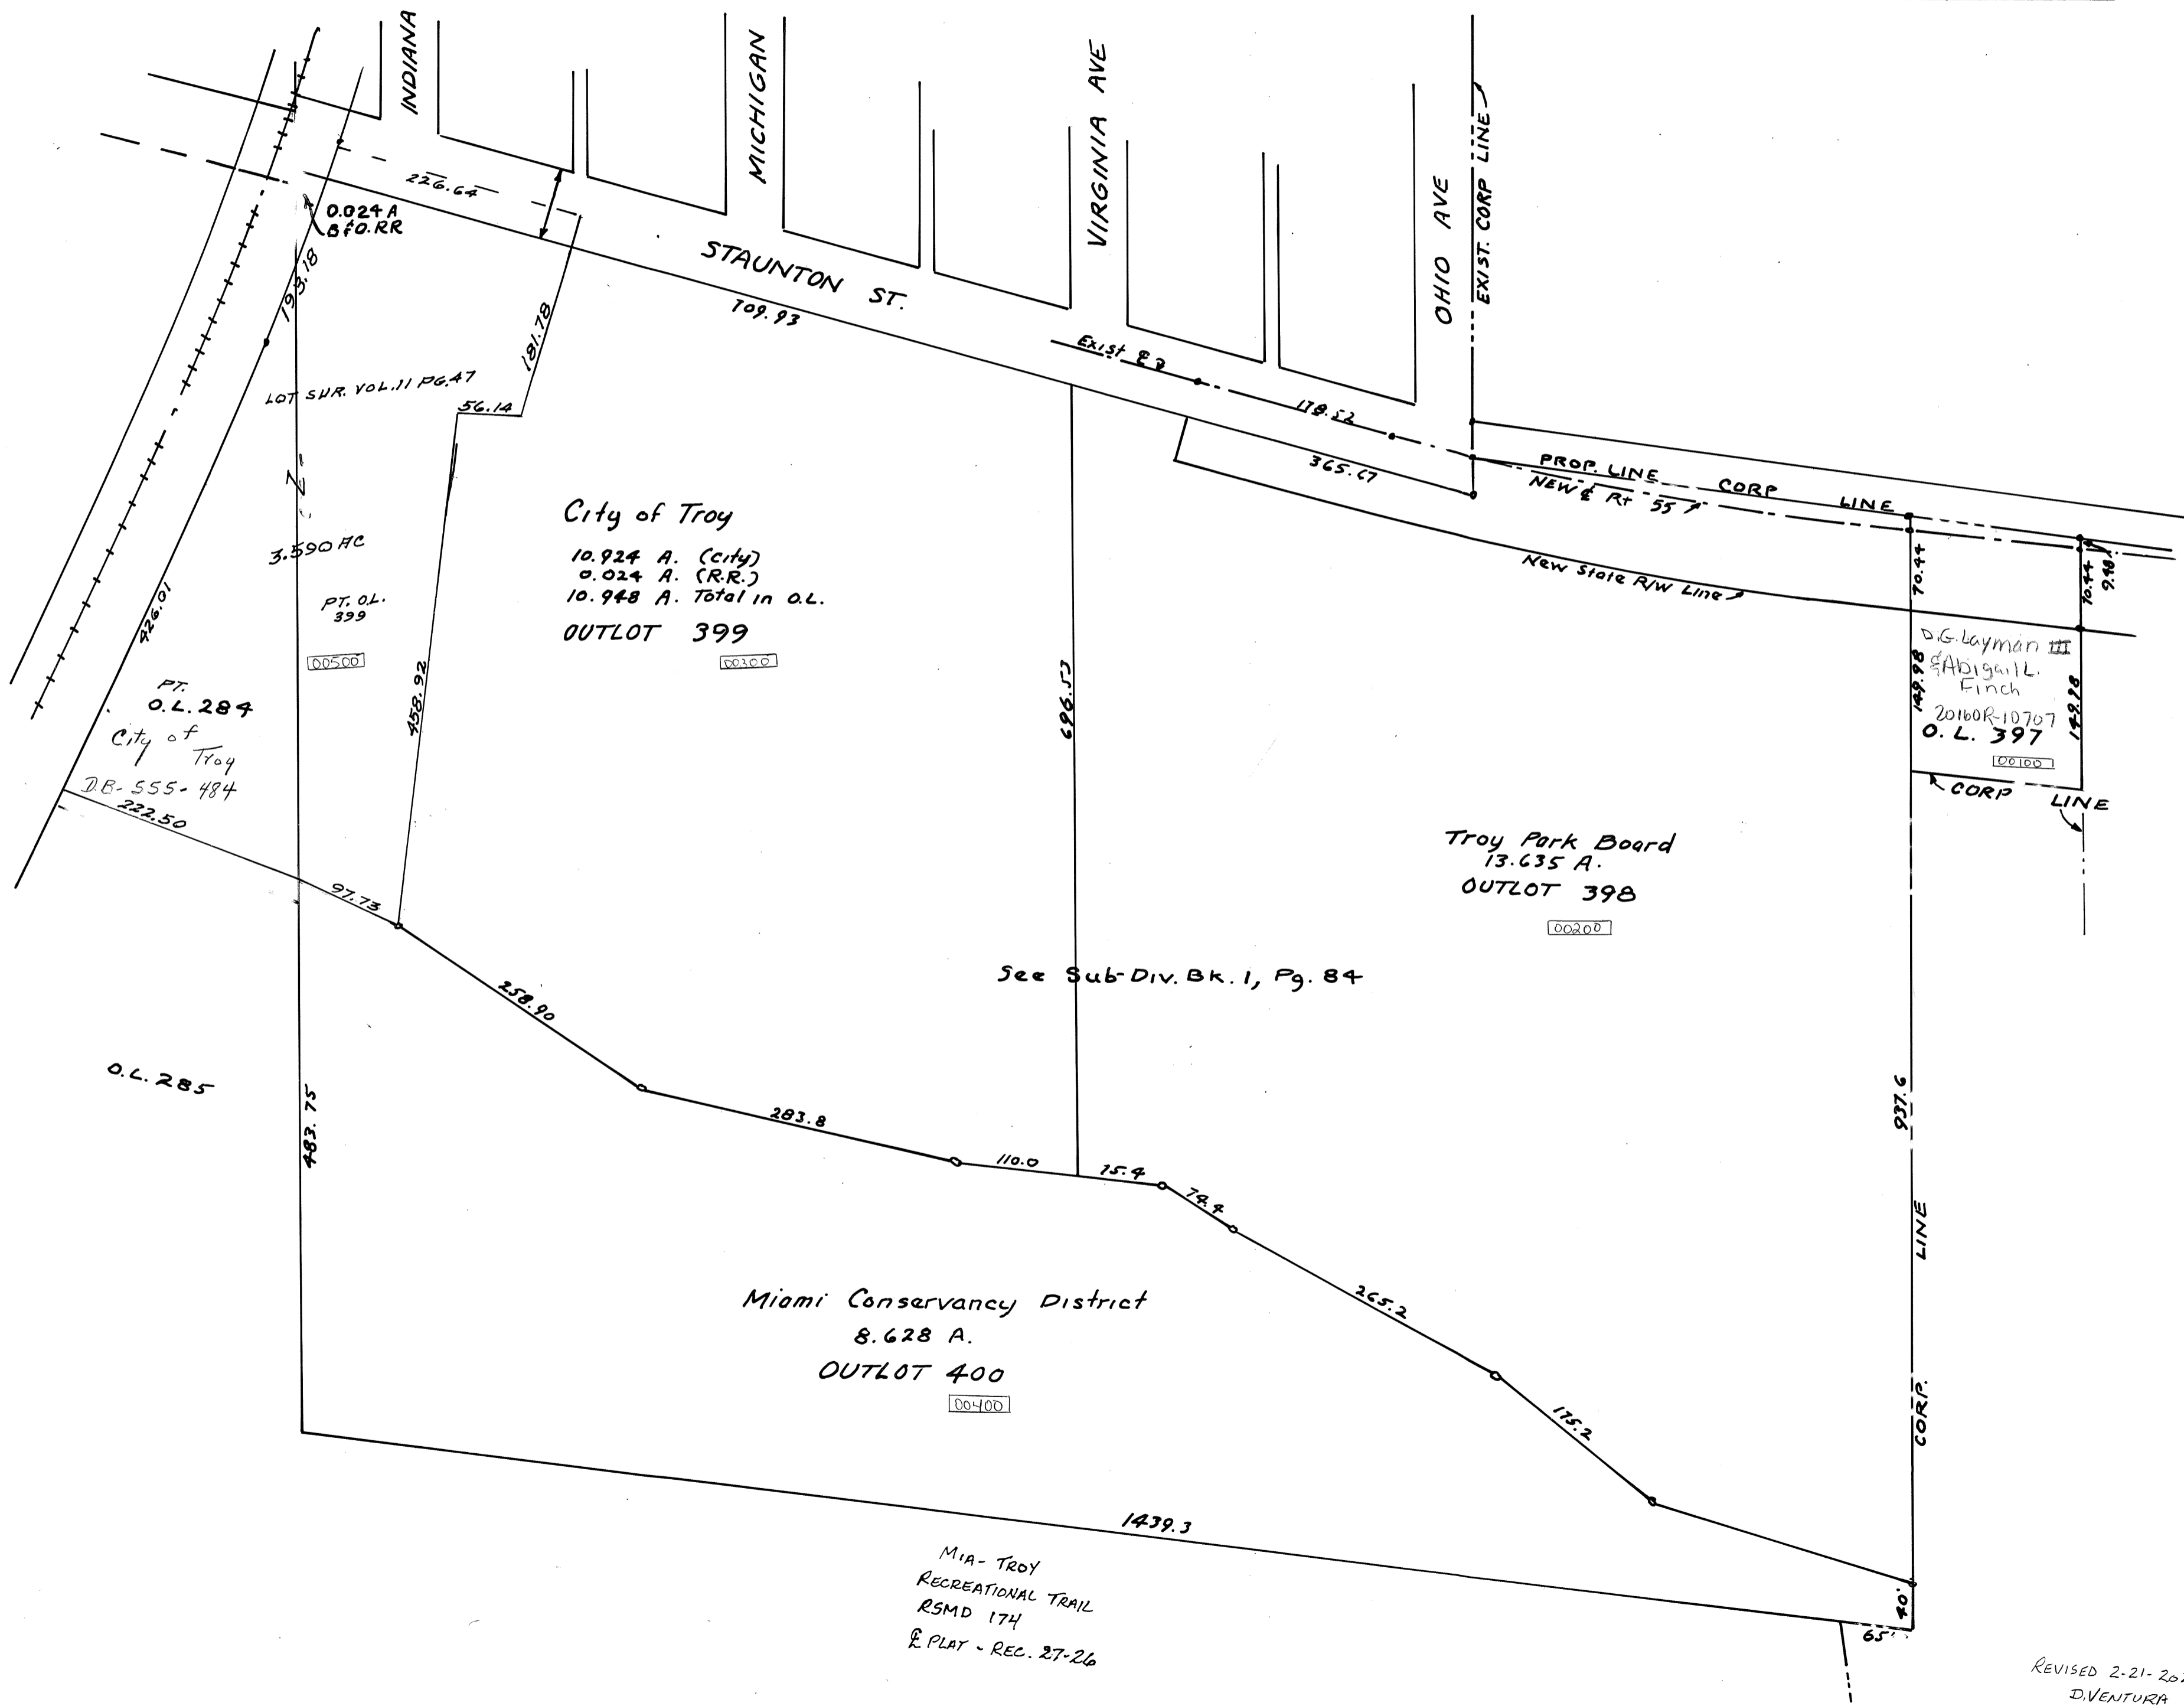 INDIANA
MICHIGAN
VIRGINIA AVE
OHIO AVE
EXIST. CORP LINE
226.64
0.024 A
B&O.RR
193.18
STAUNTON ST.
709.93
181.78
LOT SUR. VOL.11 PG.47
56.14
Exist ℄
178.52
365.67
PROP. LINE CORP LINE
NEW ℄ Rt 55
New State R/W Line
70.44
70.44
9.48
-N-
3.590 AC
PT. O.L.
399
00500
City of Troy
10.924 A. (city)
0.024 A. (R.R.)
10.948 A. Total in O.L.
OUTLOT 399
00300
426.01
458.92
696.53
PT.
O.L. 284
City of
Troy
D.B.-555-484
222.50
97.73
D.G. Layman III
& Abigail L.
Finch
2016OR-10707
O. L. 397
00100
149.98
149.98
CORP LINE
Troy Park Board
13.635 A.
OUTLOT 398
00200
See Sub-Div. Bk. 1, Pg. 84
258.90
O.L. 285
483.75
283.8
110.0
75.4
74.4
265.2
175.2
937.6
CORP. LINE
Miami Conservancy District
8.628 A.
OUTLOT 400
00400
1439.3
40'
65'
MIA-TROY
RECREATIONAL TRAIL
RSMD 174
℄ PLAT - REC. 27-26
REVISED 2-21-20
D.VENTURA